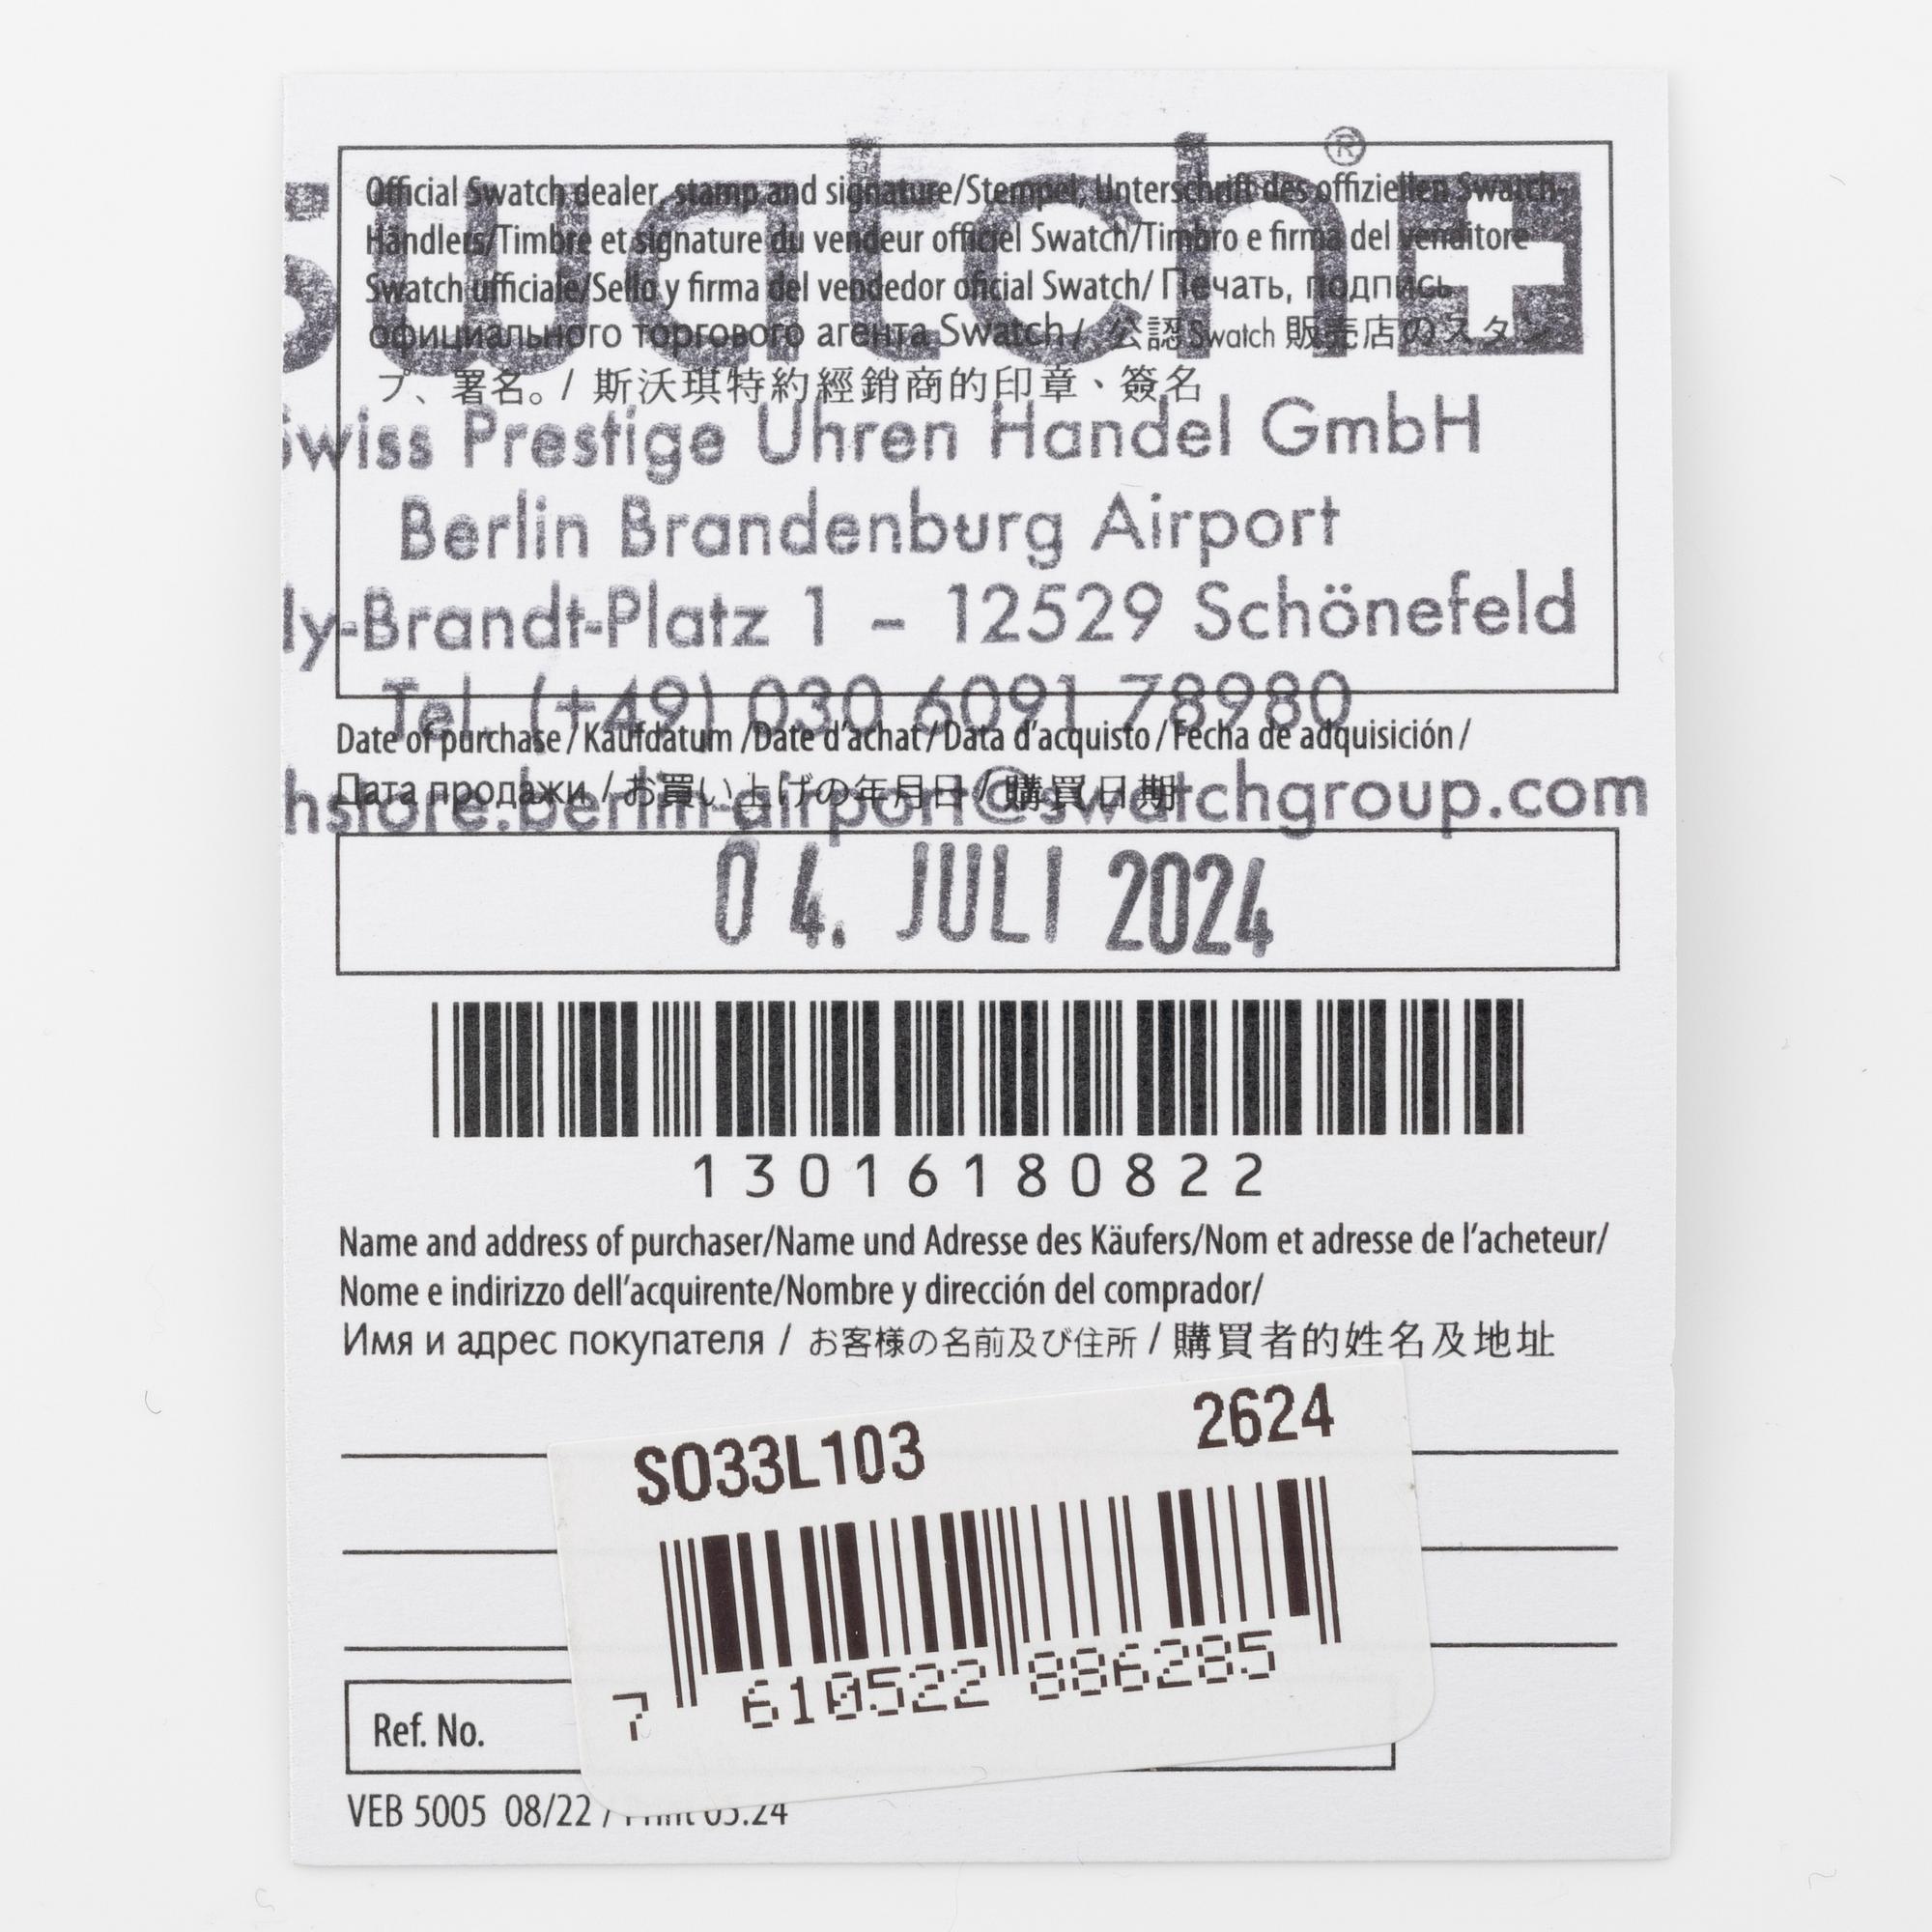 swatch®
Official Swatch dealer, stamp and signature/Stempel, Unterschrift des offiziellen Swatch-
Händlers/Timbre et signature du vendeur officiel Swatch/Timbro e firma del venditore
Swatch ufficiale/Sello y firma del vendedor oficial Swatch/ Печать, подпись
официального торгового агента Swatch / 公認 Swatch 販売店のスタン
プ、署名。/ 斯沃琪特約經銷商的印章、簽名
Swiss Prestige Uhren Handel GmbH
Berlin Brandenburg Airport
ly-Brandt-Platz 1 – 12529 Schönefeld
Tel. (+49) 030 6091 78980
Date of purchase / Kaufdatum /Date d'achat / Data d'acquisto / Fecha de adquisición /
Дата продажи / お買い上げの年月日 / 購買日期
hstore.berlin-airport@swatchgroup.com
04. JULI 2024
13016180822
Name and address of purchaser/Name und Adresse des Käufers/Nom et adresse de l'acheteur/
Nome e indirizzo dell'acquirente/Nombre y dirección del comprador/
Имя и адрес покупателя / お客様の名前及び住所 / 購買者的姓名及地址
SO33L103 2624
7 610522 886285
Ref. No.
VEB 5005 08/22 / Print 05.24